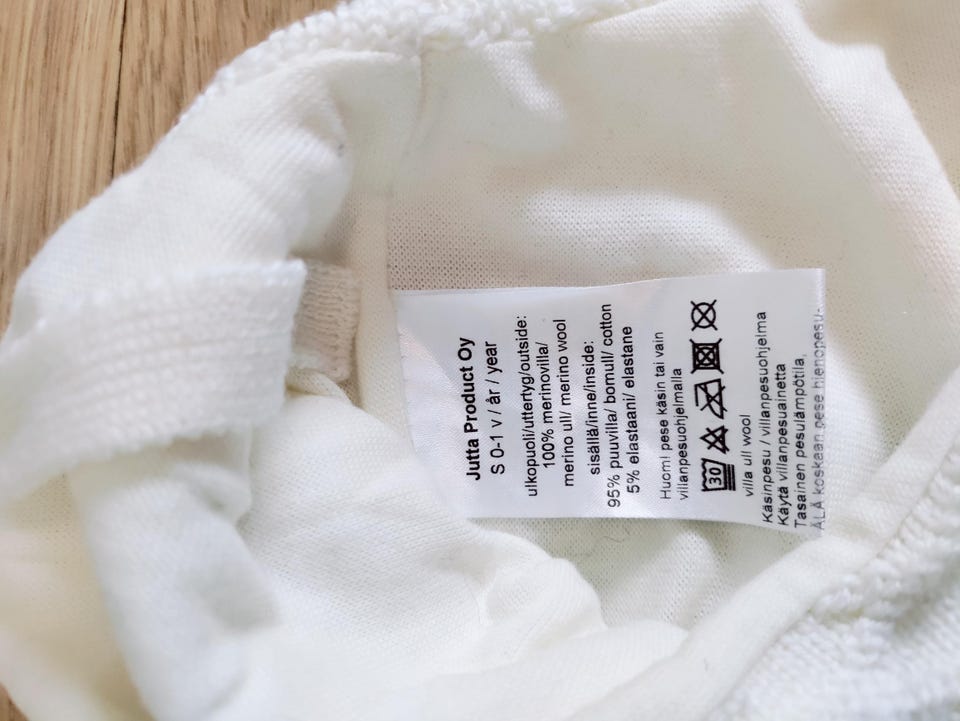 Jutta Product Oy
S 0-1 v / år / year
ulkopuoli/uttertyg/outside:
100% merinovilla/
merino ull/ merino wool
sisällä/inne/inside:
95% puuvilla/ bomull/ cotton
5% elastaani/ elastane
Huom! pese käsin tai vain
villanpesuohjelmalla
30
villa ull wool
Käsinpesu / villanpesuohjelma
Käytä villanpesuainetta
Tasainen pesulämpötila,
ÄLÄ koskaan pese hienopesu-